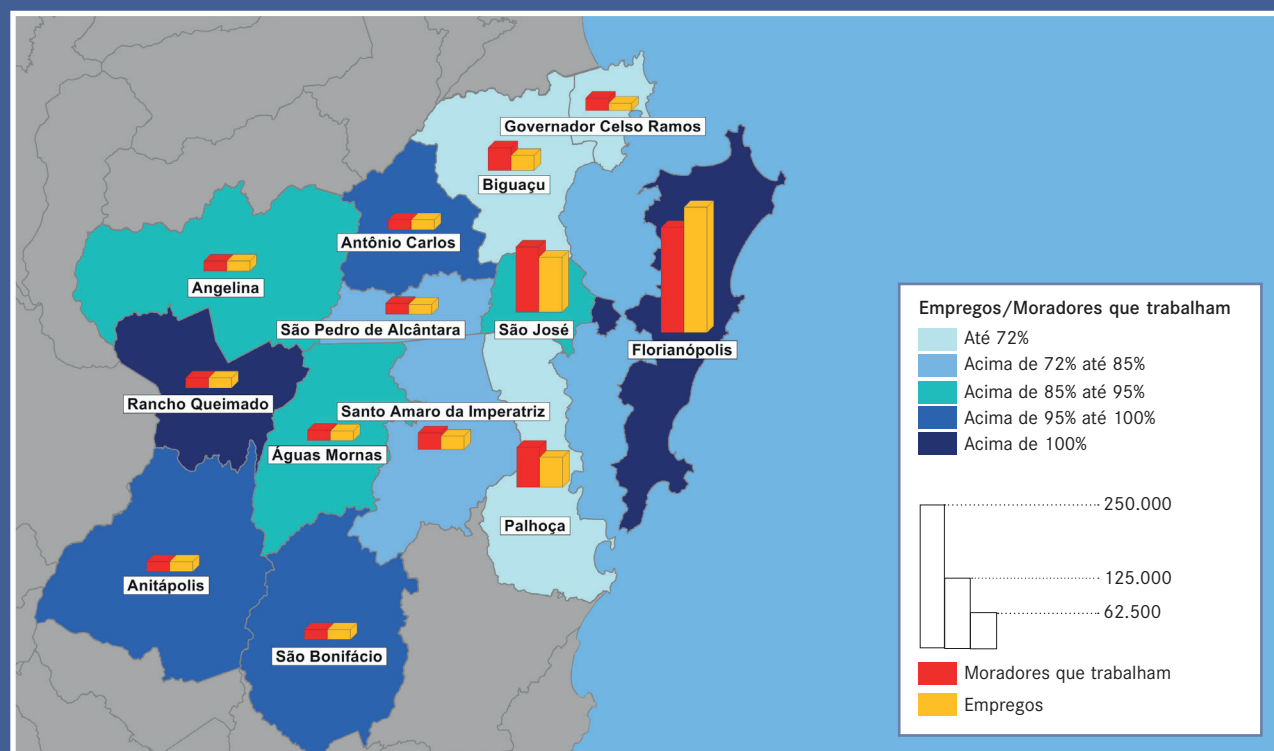 Governador Celso Ramos
Biguaçu
Antônio Carlos
Angelina
São Pedro de Alcântara
São José
Florianópolis
Rancho Queimado
Santo Amaro da Imperatriz
Águas Mornas
Palhoça
Anitápolis
São Bonifácio
Empregos/Moradores que trabalham
Até 72%
Acima de 72% até 85%
Acima de 85% até 95%
Acima de 95% até 100%
Acima de 100%
250.000
125.000
62.500
Moradores que trabalham
Empregos